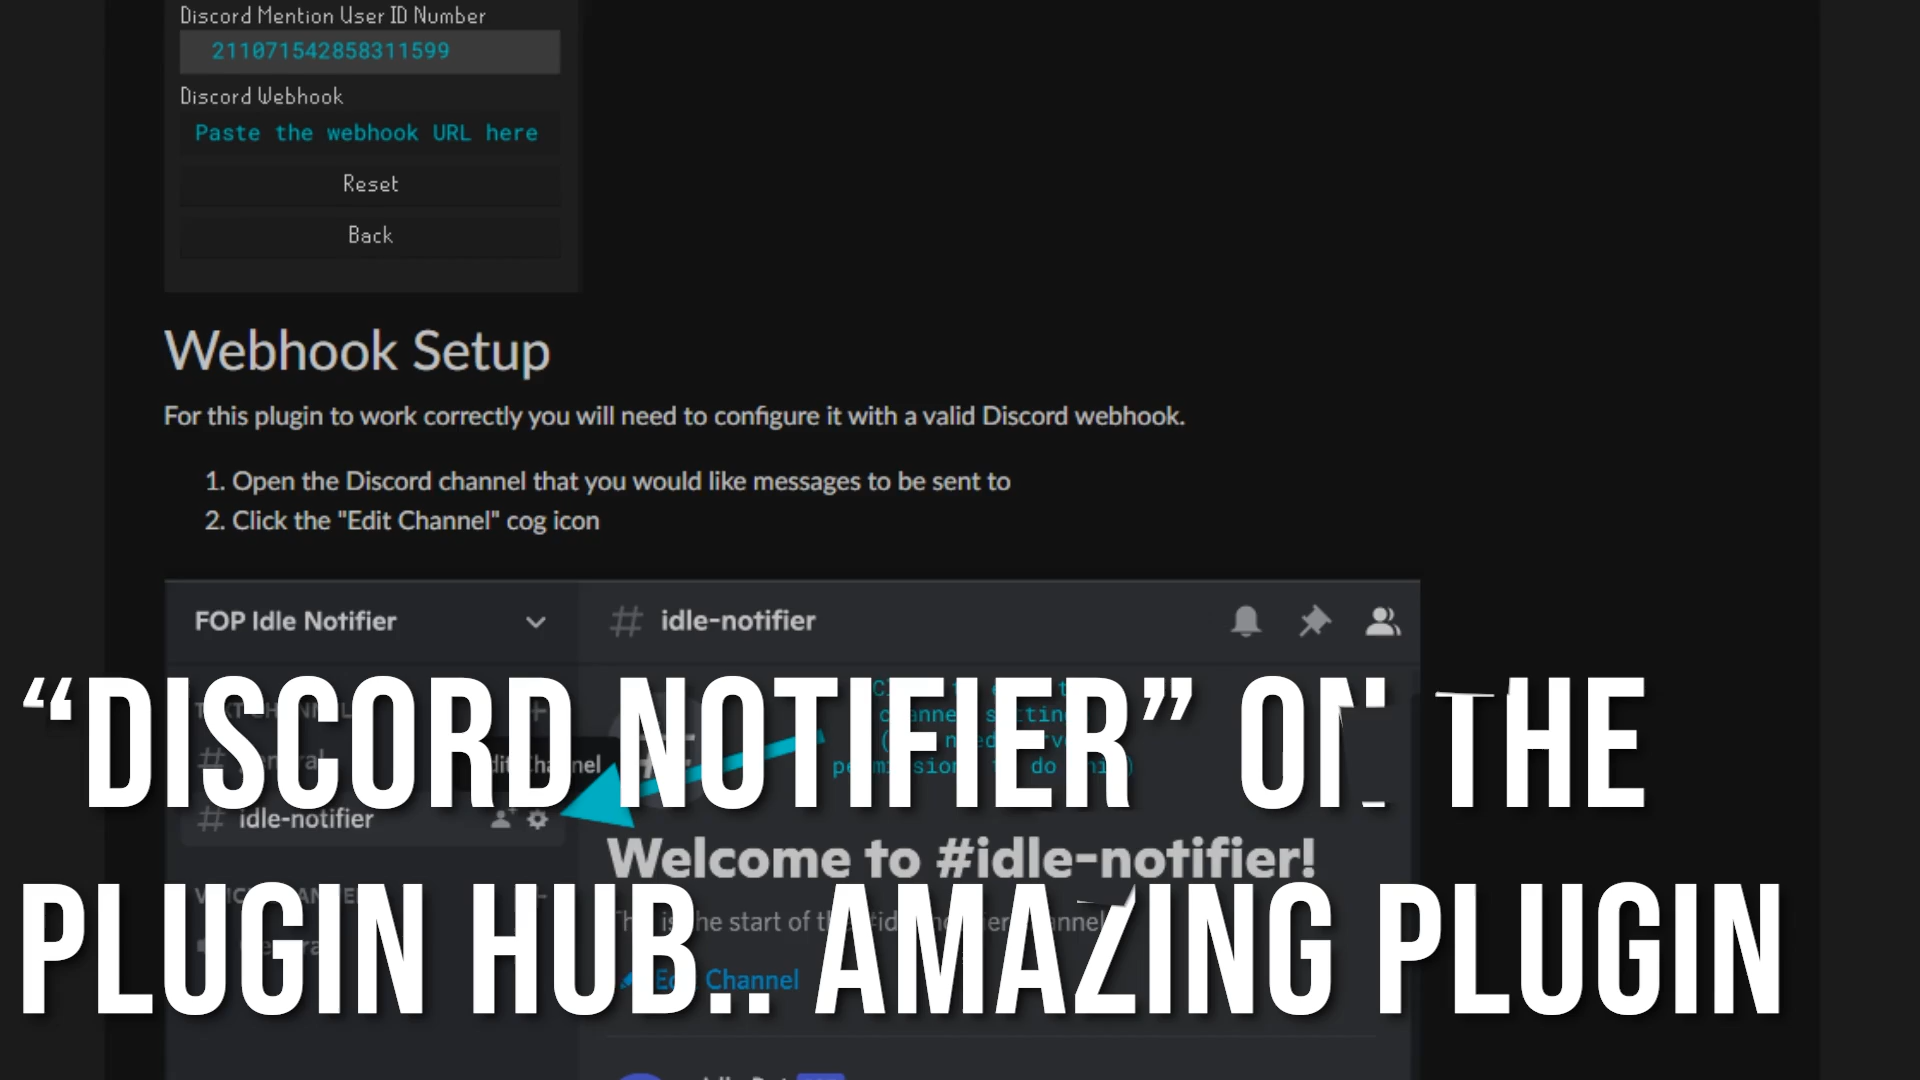 Discord Mention User ID Number
211071542858311599
Discord Webhook
Paste the webhook URL here
Reset
Back
Webhook Setup
For this plugin to work correctly you will need to configure it with a valid Discord webhook.
1. Open the Discord channel that you would like messages to be sent to
2. Click the "Edit Channel" cog icon
FOP Idle Notifier
# idle-notifier
“DISCORD NOTIFIER” ON THE
# idle-notifier
Welcome to #idle-notifier!
PLUGIN HUB.. AMAZING PLUGIN
the start of
Channel